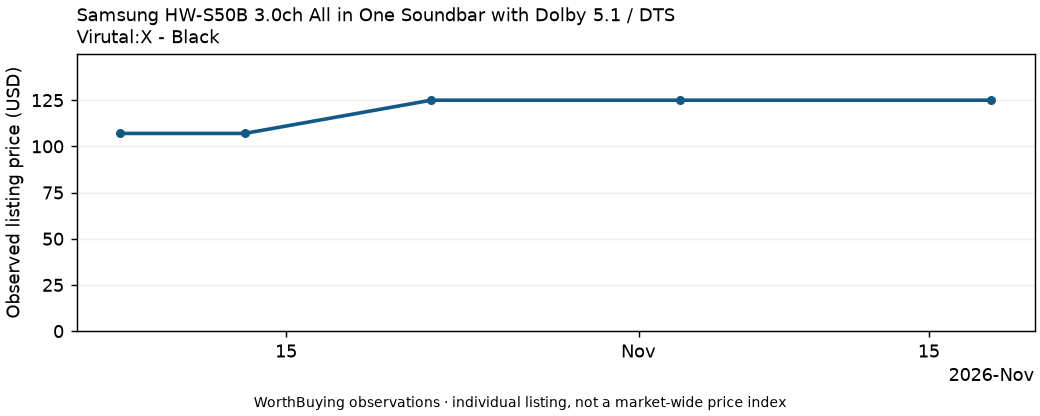 Samsung HW-S50B 3.0ch All in One Soundbar with Dolby 5.1 / DTS
Virutal:X - Black
Observed listing price (USD)
125
100
75
50
25
0
15
Nov
15
2026-Nov
WorthBuying observations · individual listing, not a market-wide price index